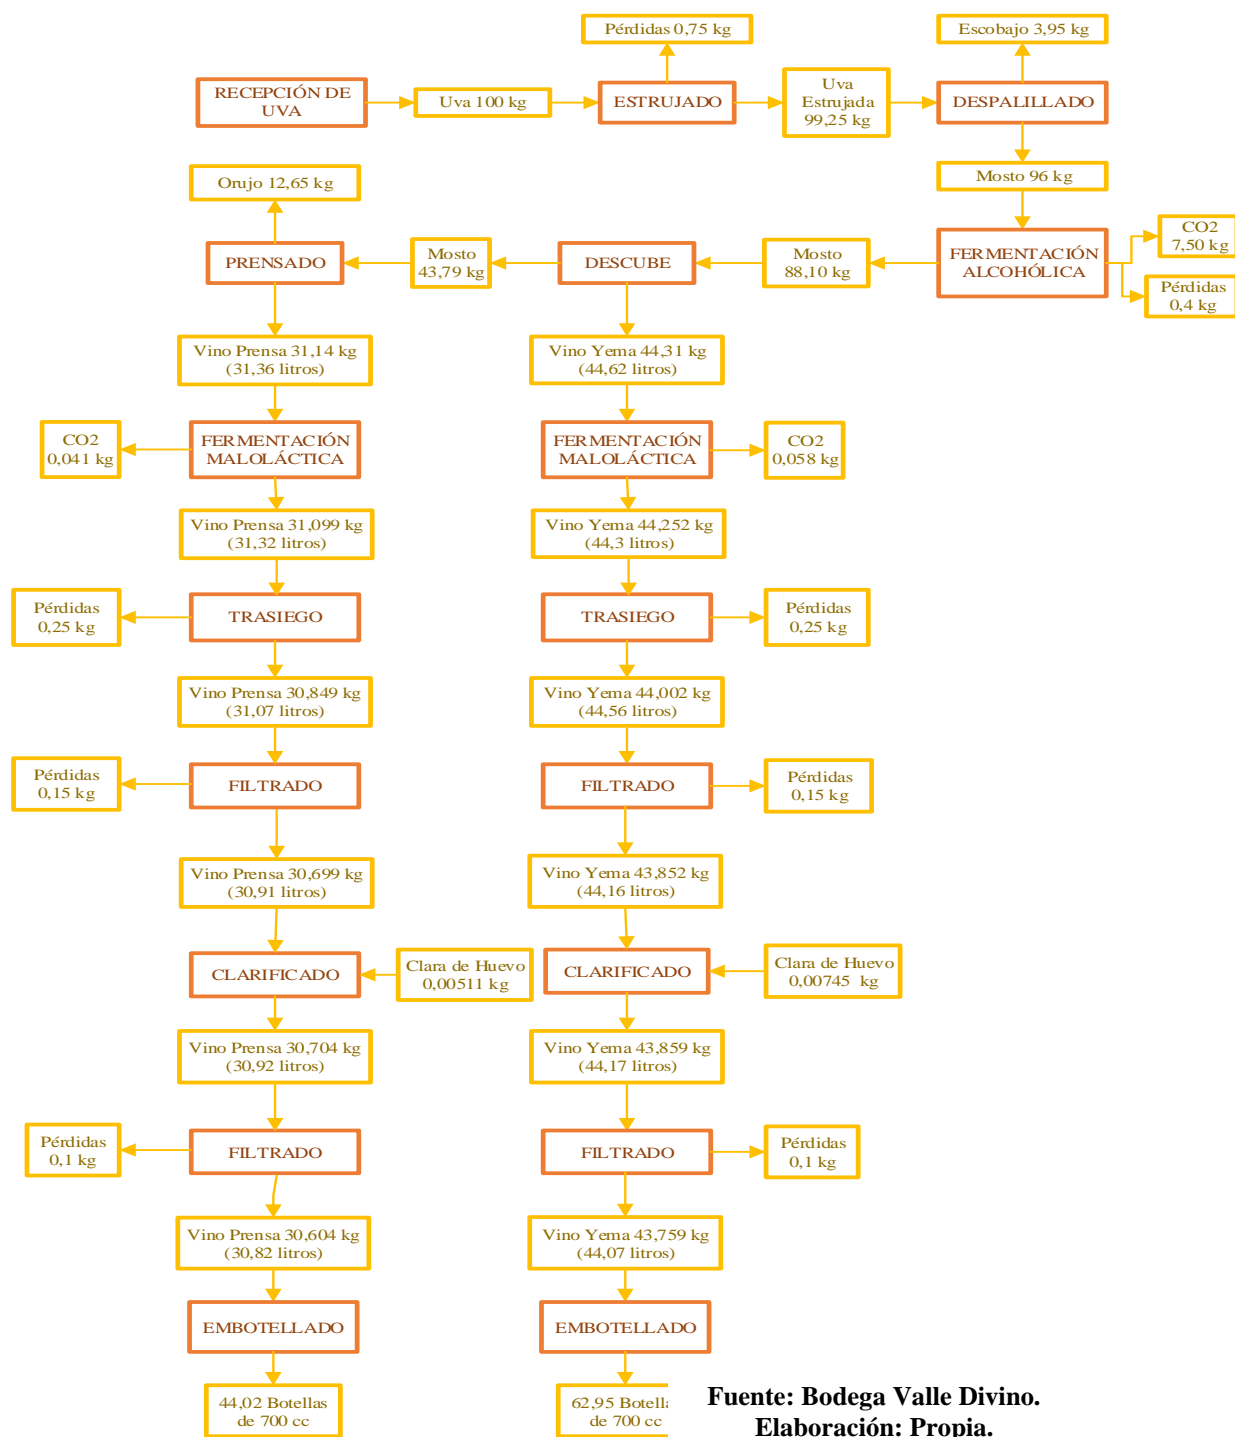 Pérdidas 0,75 kg
Escobajo 3,95 kg
RECEPCIÓN DE
UVA
Uva 100 kg
ESTRUJADO
Uva
Estrujada
99,25 kg
DESPALILLADO
Mosto 96 kg
Orujo 12,65 kg
PRENSADO
Mosto
43,79 kg
DESCUBE
Mosto
88,10 kg
FERMENTACIÓN
ALCOHÓLICA
CO2
7,50 kg
Pérdidas
0,4 kg
Vino Prensa 31,14 kg
(31,36 litros)
Vino Yema 44,31 kg
(44,62 litros)
CO2
0,041 kg
FERMENTACIÓN
MALOLÁCTICA
FERMENTACIÓN
MALOLÁCTICA
CO2
0,058 kg
Vino Prensa 31,099 kg
(31,32 litros)
Vino Yema 44,252 kg
(44,3 litros)
Pérdidas
0,25 kg
TRASIEGO
TRASIEGO
Pérdidas
0,25 kg
Vino Prensa 30,849 kg
(31,07 litros)
Vino Yema 44,002 kg
(44,56 litros)
Pérdidas
0,15 kg
FILTRADO
FILTRADO
Pérdidas
0,15 kg
Vino Prensa 30,699 kg
(30,91 litros)
Vino Yema 43,852 kg
(44,16 litros)
CLARIFICADO
Clara de Huevo
0,00511 kg
CLARIFICADO
Clara de Huevo
0,00745 kg
Vino Prensa 30,704 kg
(30,92 litros)
Vino Yema 43,859 kg
(44,17 litros)
Pérdidas
0,1 kg
FILTRADO
FILTRADO
Pérdidas
0,1 kg
Vino Prensa 30,604 kg
(30,82 litros)
Vino Yema 43,759 kg
(44,07 litros)
EMBOTELLADO
EMBOTELLADO
44,02 Botellas
de 700 cc
62,95 Botella
de 700 cc
Fuente: Bodega Valle Divino.
Elaboración: Propia.